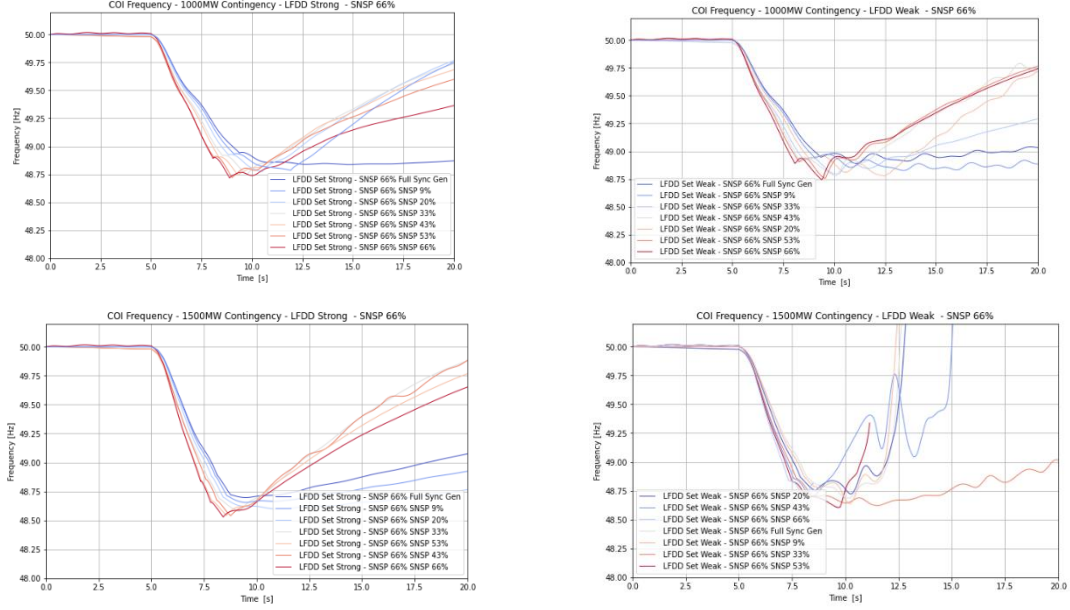 COI Frequency - 1000MW Contingency - LFDD Strong - SNSP 66%
50.00
49.75
49.50
49.25
49.00
48.75
48.50
48.25
48.00
Frequency [Hz]
LFDD Set Strong - SNSP 66% Full Sync Gen
LFDD Set Strong - SNSP 66% SNSP 9%
LFDD Set Strong - SNSP 66% SNSP 20%
LFDD Set Strong - SNSP 66% SNSP 33%
LFDD Set Strong - SNSP 66% SNSP 43%
LFDD Set Strong - SNSP 66% SNSP 53%
LFDD Set Strong - SNSP 66% SNSP 66%
0.0 2.5 5.0 7.5 10.0 12.5 15.0 17.5 20.0
Time [s]
COI Frequency - 1000MW Contingency - LFDD Weak - SNSP 66%
50.00
49.75
49.50
49.25
49.00
48.75
48.50
48.25
48.00
Frequency [Hz]
LFDD Set Weak - SNSP 66% Full Sync Gen
LFDD Set Weak - SNSP 66% SNSP 9%
LFDD Set Weak - SNSP 66% SNSP 33%
LFDD Set Weak - SNSP 66% SNSP 43%
LFDD Set Weak - SNSP 66% SNSP 20%
LFDD Set Weak - SNSP 66% SNSP 53%
LFDD Set Weak - SNSP 66% SNSP 66%
0.0 2.5 5.0 7.5 10.0 12.5 15.0 17.5 20.0
Time [s]
COI Frequency - 1500MW Contingency - LFDD Strong - SNSP 66%
50.00
49.75
49.50
49.25
49.00
48.75
48.50
48.25
48.00
Frequency [Hz]
LFDD Set Strong - SNSP 66% Full Sync Gen
LFDD Set Strong - SNSP 66% SNSP 9%
LFDD Set Strong - SNSP 66% SNSP 20%
LFDD Set Strong - SNSP 66% SNSP 33%
LFDD Set Strong - SNSP 66% SNSP 53%
LFDD Set Strong - SNSP 66% SNSP 43%
LFDD Set Strong - SNSP 66% SNSP 66%
0.0 2.5 5.0 7.5 10.0 12.5 15.0 17.5 20.0
Time [s]
COI Frequency - 1500MW Contingency - LFDD Weak - SNSP 66%
50.00
49.75
49.50
49.25
49.00
48.75
48.50
48.25
48.00
Frequency [Hz]
LFDD Set Weak - SNSP 66% SNSP 20%
LFDD Set Weak - SNSP 66% SNSP 43%
LFDD Set Weak - SNSP 66% SNSP 66%
LFDD Set Weak - SNSP 66% Full Sync Gen
LFDD Set Weak - SNSP 66% SNSP 9%
LFDD Set Weak - SNSP 66% SNSP 33%
LFDD Set Weak - SNSP 66% SNSP 53%
0.0 2.5 5.0 7.5 10.0 12.5 15.0 17.5 20.0
Time [s]